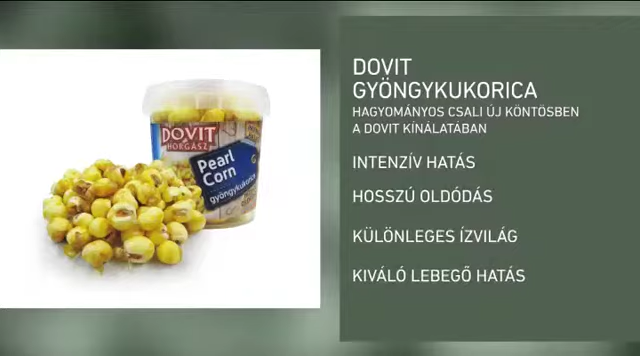 DOVIT
HORGÁSZ
Pearl
Corn
gyöngykukorica
DOVIT
GYÖNGYKUKORICA
HAGYOMÁNYOS CSALI ÚJ KÖNTÖSBEN
A DOVIT KÍNÁLATÁBAN
INTENZÍV HATÁS
HOSSZÚ OLDÓDÁS
KÜLÖNLEGES ÍZVILÁG
KIVÁLÓ LEBEGŐ HATÁS